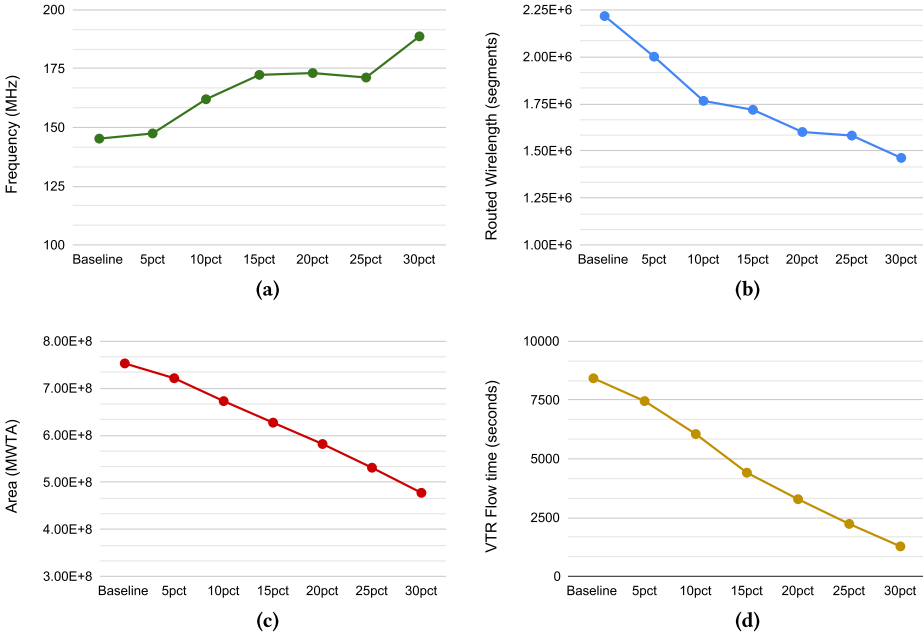 200
175
150
125
100
Frequency (MHz)
Baseline 5pct 10pct 15pct 20pct 25pct 30pct
(a)
2.25E+6
2.00E+6
1.75E+6
1.50E+6
1.25E+6
1.00E+6
Routed Wirelength (segments)
Baseline 5pct 10pct 15pct 20pct 25pct 30pct
(b)
8.00E+8
7.00E+8
6.00E+8
5.00E+8
4.00E+8
3.00E+8
Area (MWTA)
Baseline 5pct 10pct 15pct 20pct 25pct 30pct
(c)
10000
7500
5000
2500
0
VTR Flow time (seconds)
Baseline 5pct 10pct 15pct 20pct 25pct 30pct
(d)